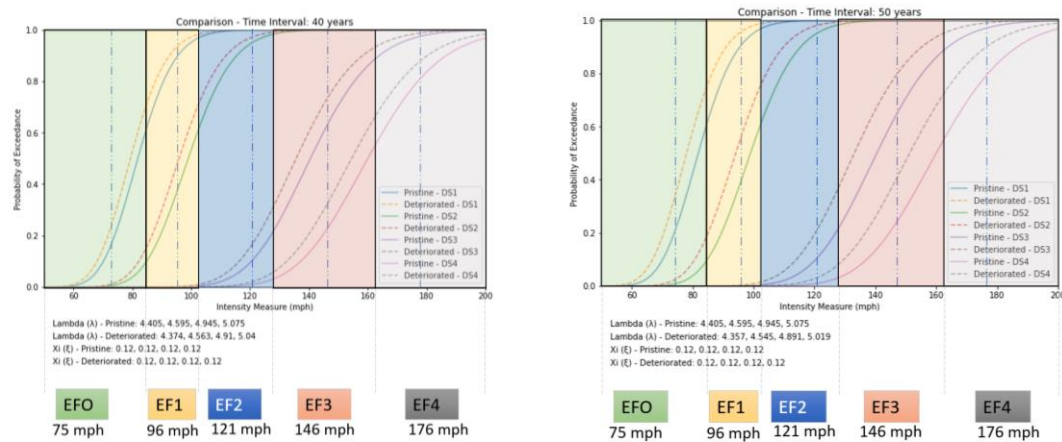 Comparison - Time Interval: 40 years
Probability of Exceedance
1.0
0.8
0.6
0.4
0.2
0.0
Pristine - DS1
Deteriorated - DS1
Pristine - DS2
Deteriorated - DS2
Pristine - DS3
Deteriorated - DS3
Pristine - DS4
Deteriorated - DS4
60 80 100 120 140 160 180 200
Intensity Measure (mph)
Lambda (λ) - Pristine: 4.405, 4.595, 4.945, 5.075
Lambda (λ) - Deteriorated: 4.374, 4.563, 4.91, 5.04
Xi (ξ) - Pristine: 0.12, 0.12, 0.12, 0.12
Xi (ξ) - Deteriorated: 0.12, 0.12, 0.12, 0.12
EFO EF1 EF2 EF3 EF4
75 mph 96 mph 121 mph 146 mph 176 mph
Comparison - Time Interval: 50 years
Probability of Exceedance
1.0
0.8
0.6
0.4
0.2
0.0
Pristine - DS1
Deteriorated - DS1
Pristine - DS2
Deteriorated - DS2
Pristine - DS3
Deteriorated - DS3
Pristine - DS4
Deteriorated - DS4
60 80 100 120 140 160 180 200
Intensity Measure (mph)
Lambda (λ) - Pristine: 4.405, 4.595, 4.945, 5.075
Lambda (λ) - Deteriorated: 4.357, 4.545, 4.891, 5.019
Xi (ξ) - Pristine: 0.12, 0.12, 0.12, 0.12
Xi (ξ) - Deteriorated: 0.12, 0.12, 0.12, 0.12
EFO EF1 EF2 EF3 EF4
75 mph 96 mph 121 mph 146 mph 176 mph